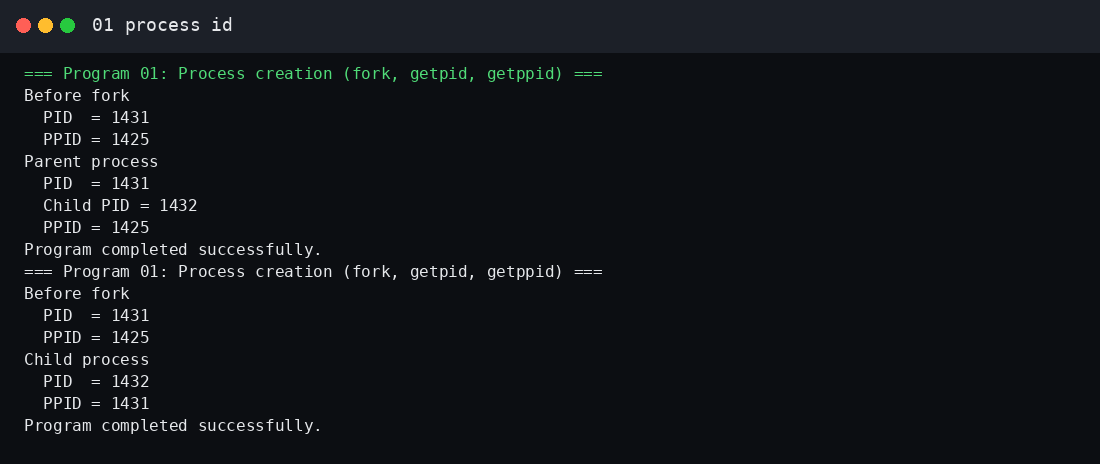 01 process id
=== Program 01: Process creation (fork, getpid, getppid) ===
Before fork
  PID  = 1431
  PPID = 1425
Parent process
  PID  = 1431
  Child PID = 1432
  PPID = 1425
Program completed successfully.
=== Program 01: Process creation (fork, getpid, getppid) ===
Before fork
  PID  = 1431
  PPID = 1425
Child process
  PID  = 1432
  PPID = 1431
Program completed successfully.